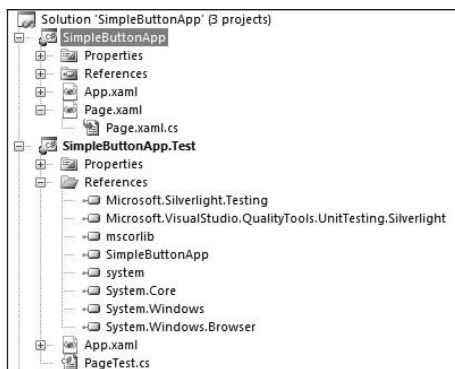 Solution 'SimpleButtonApp' (3 projects)
SimpleButtonApp
Properties
References
App.xaml
Page.xaml
Page.xaml.cs
SimpleButtonApp.Test
Properties
References
Microsoft.Silverlight.Testing
Microsoft.VisualStudio.QualityTools.UnitTesting.Silverlight
mscorlib
SimpleButtonApp
system
System.Core
System.Windows
System.Windows.Browser
App.xaml
PageTest.cs